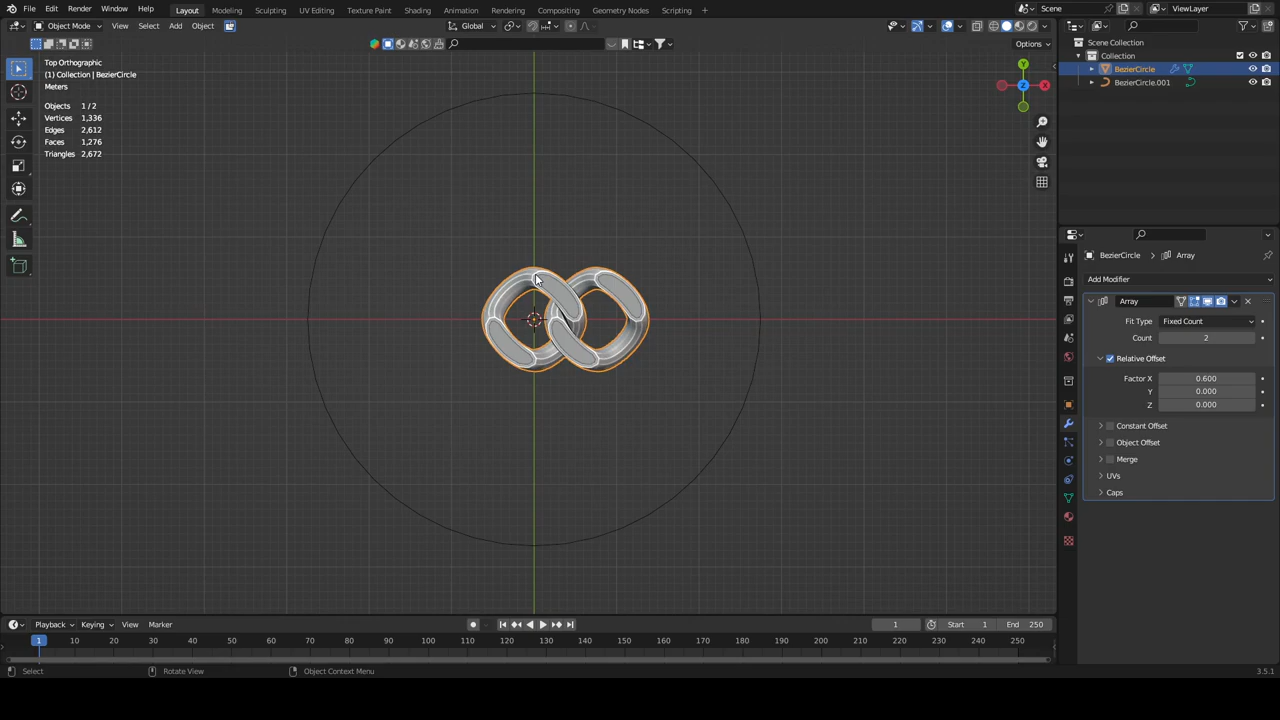 File Edit Render Window Help Layout Modeling Sculpting UV Editing Texture Paint Shading Animation Rendering Compositing Geometry Nodes Scripting + Scene ViewLayer
Object Mode View Select Add Object Global
Options
Top Orthographic
(1) Collection | BezierCircle
Meters
Objects 1 / 2
Vertices 1,336
Edges 2,612
Faces 1,276
Triangles 2,672
Y
Z X
Scene Collection
Collection
BezierCircle
BezierCircle.001
BezierCircle Array
Add Modifier
Array
Fit Type Fixed Count
Count 2
Relative Offset
Factor X 0.600
Y 0.000
Z 0.000
Constant Offset
Object Offset
Merge
UVs
Caps
Playback Keying View Marker 1 Start 1 End 250
1 10 20 30 40 50 60 70 80 90 100 110 120 130 140 150 160 170 180 190 200 210 220 230 240 250
Select Rotate View Object Context Menu 3.5.1